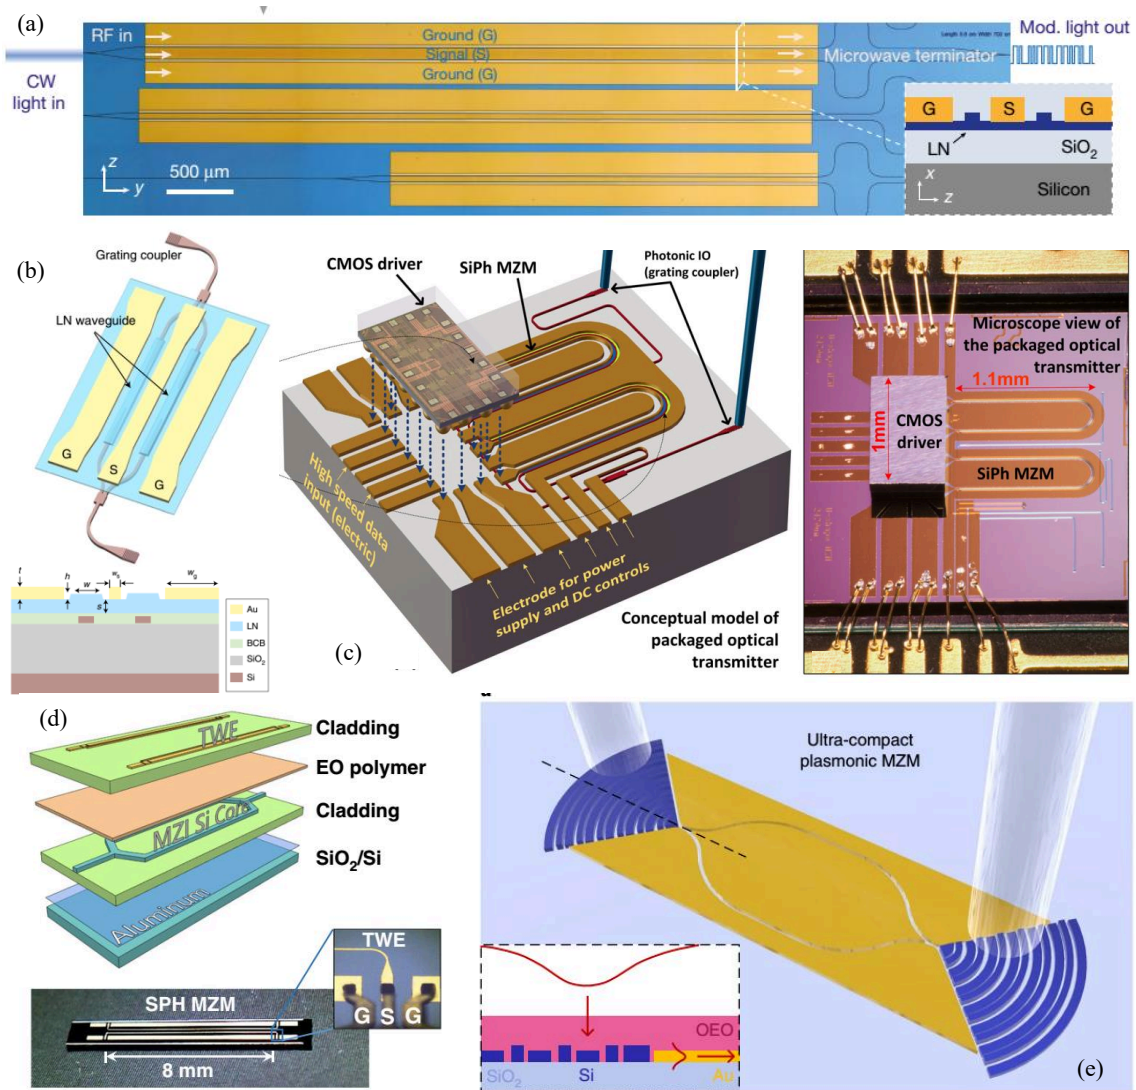 (a)
RF in
Ground (G)
Signal (S)
Ground (G)
Microwave terminator
Mod. light out
CW
light in
z
y
500 μm
G
S
G
LN
SiO2
x
z
Silicon
(b)
Grating coupler
LN waveguide
G
S
G
t
h
w
ws
wg
s
Au
LN
BCB
SiO2
Si
CMOS driver
SiPh MZM
Photonic IO
(grating coupler)
High speed data
input (electric)
Electrode for power
supply and DC controls
Conceptual model of
packaged optical
transmitter
(c)
Microscope view of
the packaged optical
transmitter
1.1mm
1mm
CMOS
driver
SiPh MZM
(d)
TWE
Cladding
EO polymer
MZI Si Core
Cladding
SiO2/Si
Aluminum
TWE
G S G
SPH MZM
8 mm
Ultra-compact
plasmonic MZM
OEO
SiO2
Si
Au
(e)